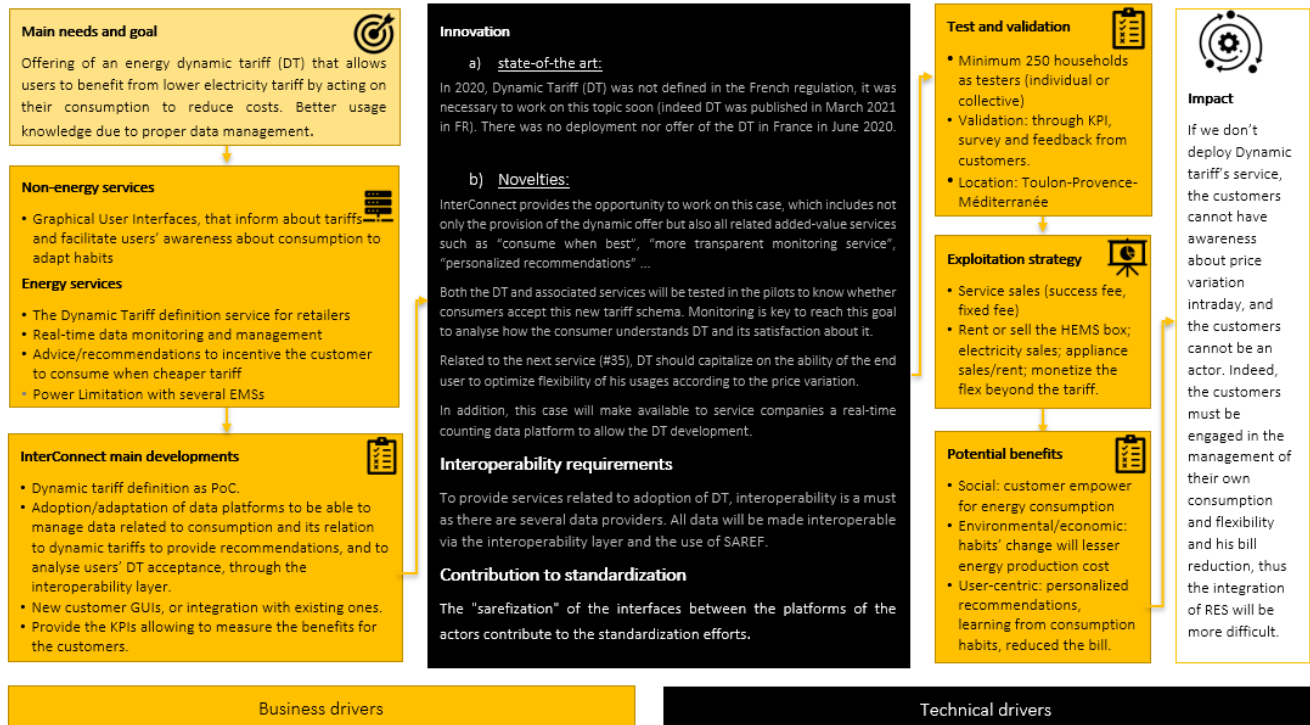 Main needs and goal
Offering of an energy dynamic tariff (DT) that allows
users to benefit from lower electricity tariff by acting on
their consumption to reduce costs. Better usage
knowledge due to proper data management.
Non-energy services
• Graphical User Interfaces, that inform about tariffs
and facilitate users' awareness about consumption to
adapt habits
Energy services
• The Dynamic Tariff definition service for retailers
• Real-time data monitoring and management
• Advice/recommendations to incentive the customer
to consume when cheaper tariff
• Power Limitation with several EMSs
InterConnect main developments
• Dynamic tariff definition as PoC.
• Adoption/adaptation of data platforms to be able to
manage data related to consumption and its relation
to dynamic tariffs to provide recommendations, and to
analyse users' DT acceptance, through the
interoperability layer.
• New customer GUIs, or integration with existing ones.
• Provide the KPIs allowing to measure the benefits for
the customers.
Innovation
a) state-of-the art:
In 2020, Dynamic Tariff (DT) was not defined in the French regulation, it was
necessary to work on this topic soon (indeed DT was published in March 2021
in FR). There was no deployment nor offer of the DT in France in June 2020.
b) Novelties:
InterConnect provides the opportunity to work on this case, which includes not
only the provision of the dynamic offer but also all related added-value services
such as "consume when best", "more transparent monitoring service",
"personalized recommendations" ...
Both the DT and associated services will be tested in the pilots to know whether
consumers accept this new tariff schema. Monitoring is key to reach this goal
to analyse how the consumer understands DT and its satisfaction about it.
Related to the next service (#35), DT should capitalize on the ability of the end
user to optimize flexibility of his usages according to the price variation.
In addition, this case will make available to service companies a real-time
counting data platform to allow the DT development.
Interoperability requirements
To provide services related to adoption of DT, interoperability is a must
as there are several data providers. All data will be made interoperable
via the interoperability layer and the use of SAREF.
Contribution to standardization
The "sarefization" of the interfaces between the platforms of the
actors contribute to the standardization efforts.
Test and validation
• Minimum 250 households
as testers (individual or
collective)
• Validation: through KPI,
survey and feedback from
customers.
• Location: Toulon-Provence-
Méditerranée
Exploitation strategy
• Service sales (success fee,
fixed fee)
• Rent or sell the HEMS box;
electricity sales; appliance
sales/rent; monetize the
flex beyond the tariff.
Potential benefits
• Social: customer empower
for energy consumption
• Environmental/economic:
habits' change will lesser
energy production cost
• User-centric: personalized
recommendations,
learning from consumption
habits, reduced the bill.
Impact
If we don't
deploy Dynamic
tariff's service,
the customers
cannot have
awareness
about price
variation
intraday, and
the customers
cannot be an
actor. Indeed,
the customers
must be
engaged in the
management of
their own
consumption
and flexibility
and his bill
reduction, thus
the integration
of RES will be
more difficult.
Business drivers
Technical drivers